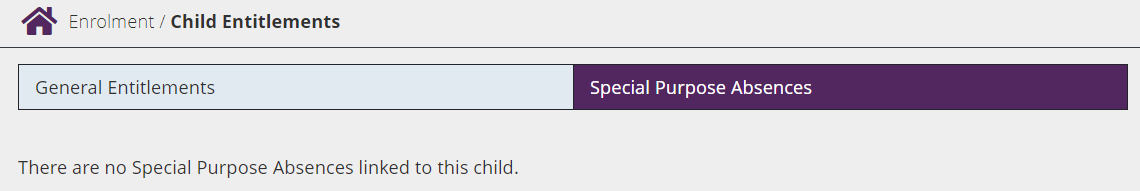 Enrolment / Child Entitlements
General Entitlements
Special Purpose Absences
There are no Special Purpose Absences linked to this child.